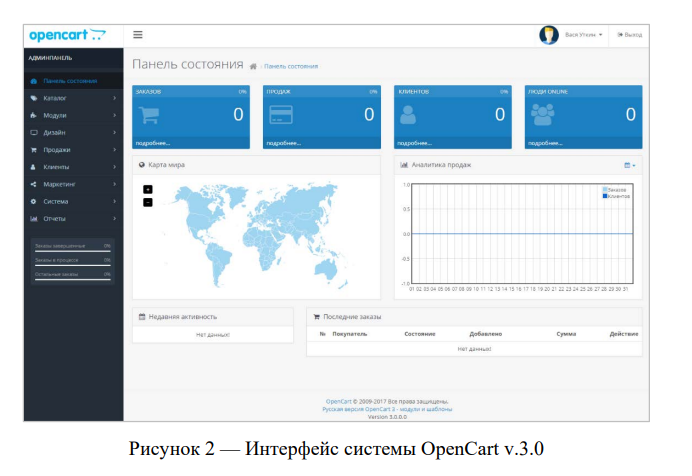 opencart
Вася Уткин
Выход
АДМИНПАНЕЛЬ
Панель состояния
Каталог
Модули
Дизайн
Продажи
Клиенты
Маркетинг
Система
Отчеты
Заказы завершенные 0%
Заказы в процессе 0%
Остальные заказы 0%
Панель состояния
Панель состояния
ЗАКАЗОВ 0%
0
подробнее...
ПРОДАЖ 0%
0
подробнее...
КЛИЕНТОВ 0%
0
подробнее...
ЛЮДИ ONLINE
0
подробнее...
Карта мира
+
-
Аналитика продаж
Заказов
Клиентов
1.0
0.5
0.0
-0.5
-1.0
01 02 03 04 05 06 07 08 09 10 11 12 13 14 15 16 17 18 19 20 21 22 23 24 25 26 27 28 29 30 31
Недавняя активность
Нет данных!
Последние заказы
№ Покупатель Состояние Добавлено Сумма Действие
Нет данных!
OpenCart © 2009-2017 Все права защищены.
Русская версия OpenCart 3 - модули и шаблоны
Version 3.0.0.0
Рисунок 2 — Интерфейс системы OpenCart v.3.0